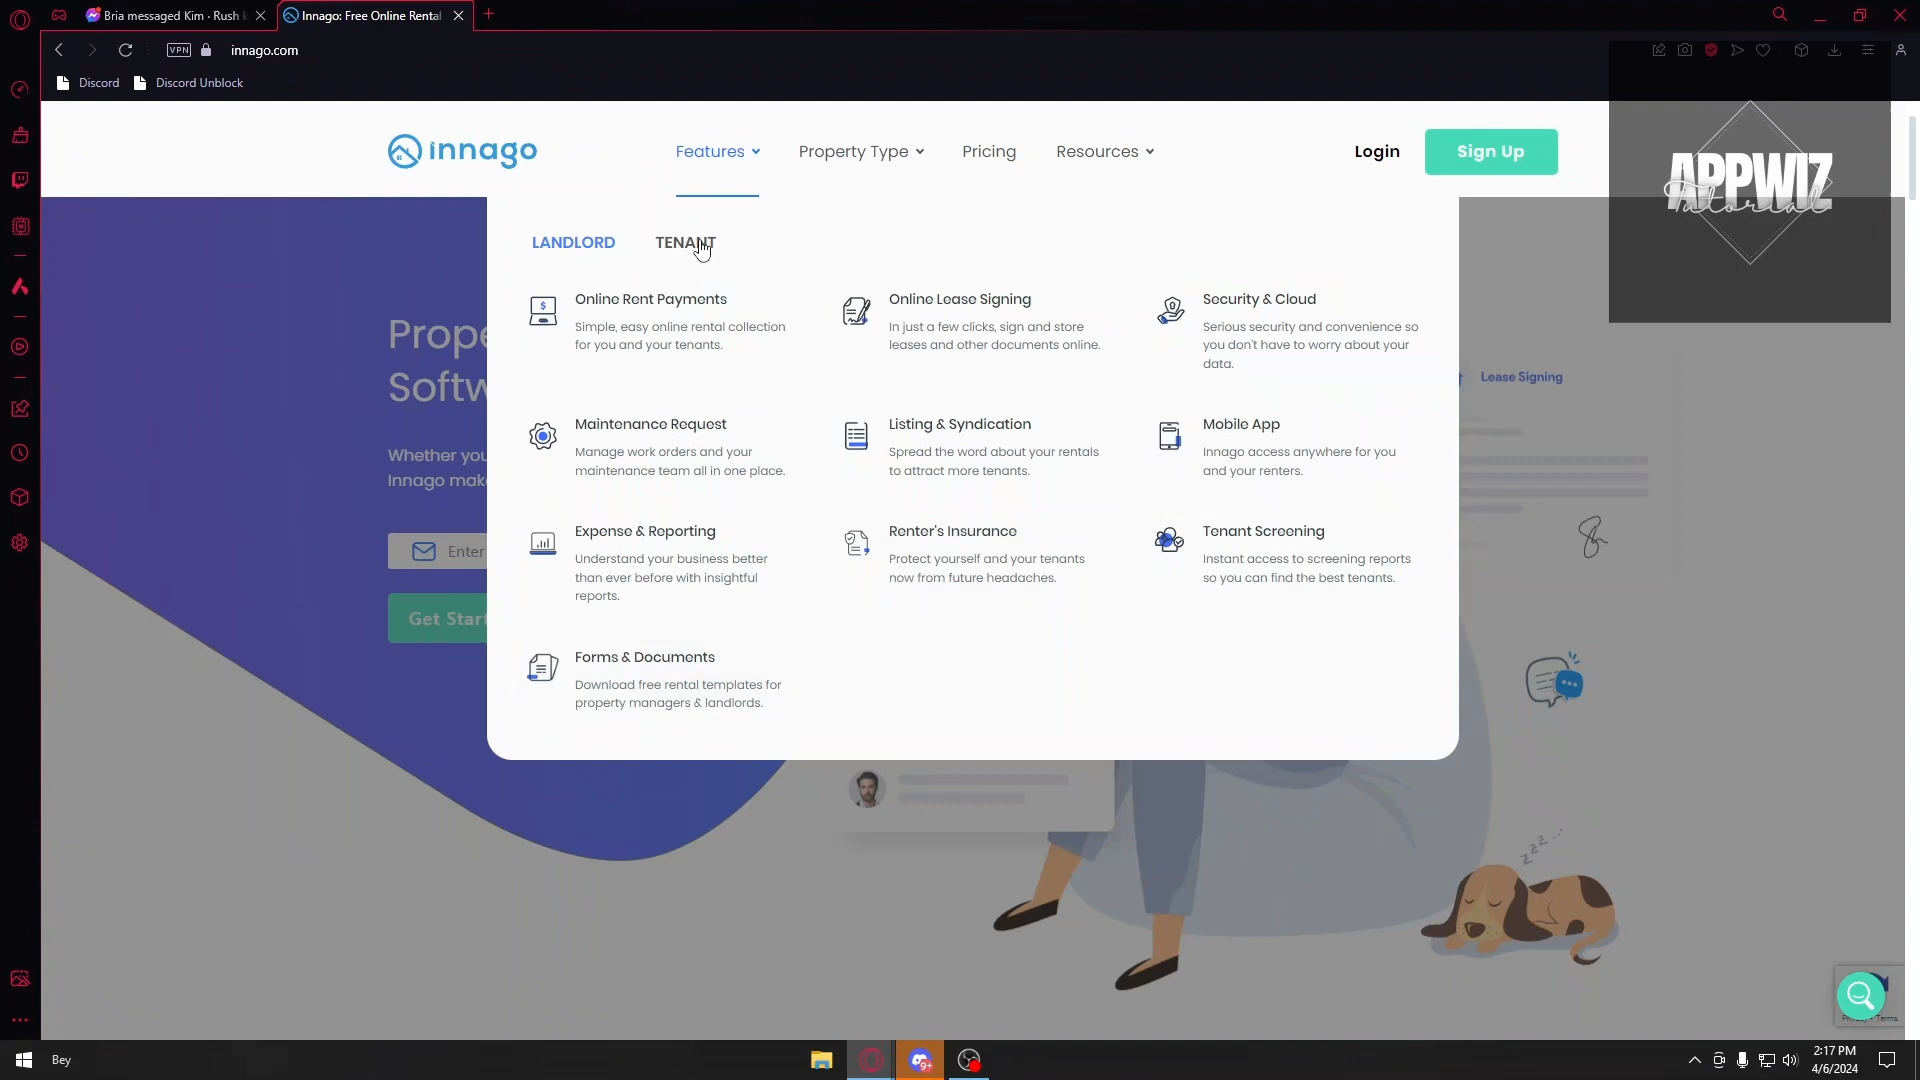 Bria messaged Kim · Rush
Innago: Free Online Rental
VPN
innago.com
Discord
Discord Unblock
innago
Features
Property Type
Pricing
Resources
Login
Sign Up
APPWIZ
Tutorial
LANDLORD
TENANT
Online Rent Payments
Simple, easy online rental collection
for you and your tenants.
Online Lease Signing
In just a few clicks, sign and store
leases and other documents online.
Security & Cloud
Serious security and convenience so
you don't have to worry about your
data.
Prope
Softw
Lease Signing
Maintenance Request
Manage work orders and your
maintenance team all in one place.
Listing & Syndication
Spread the word about your rentals
to attract more tenants.
Mobile App
Innago access anywhere for you
and your renters.
Whether you
Innago mak
Expense & Reporting
Understand your business better
than ever before with insightful
reports.
Renter's Insurance
Protect yourself and your tenants
now from future headaches.
Tenant Screening
Instant access to screening reports
so you can find the best tenants.
Enter
Get Start
Forms & Documents
Download free rental templates for
property managers & landlords.
z z z
Privacy - Terms
Bey
9+
2:17 PM
4/6/2024